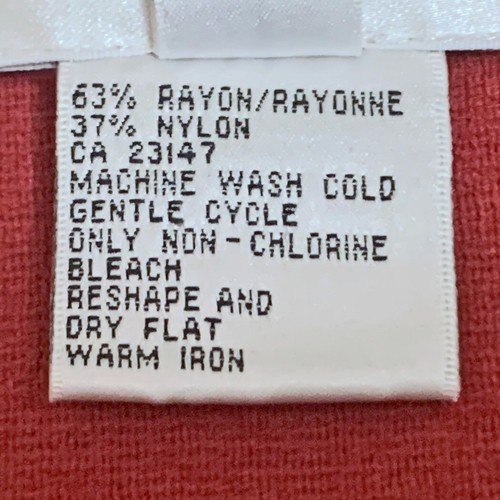 63% RAYON/RAYONNE
37% NYLON
CA 23147
MACHINE WASH COLD
GENTLE CYCLE
ONLY NON-CHLORINE
BLEACH
RESHAPE AND
DRY FLAT
WARM IRON